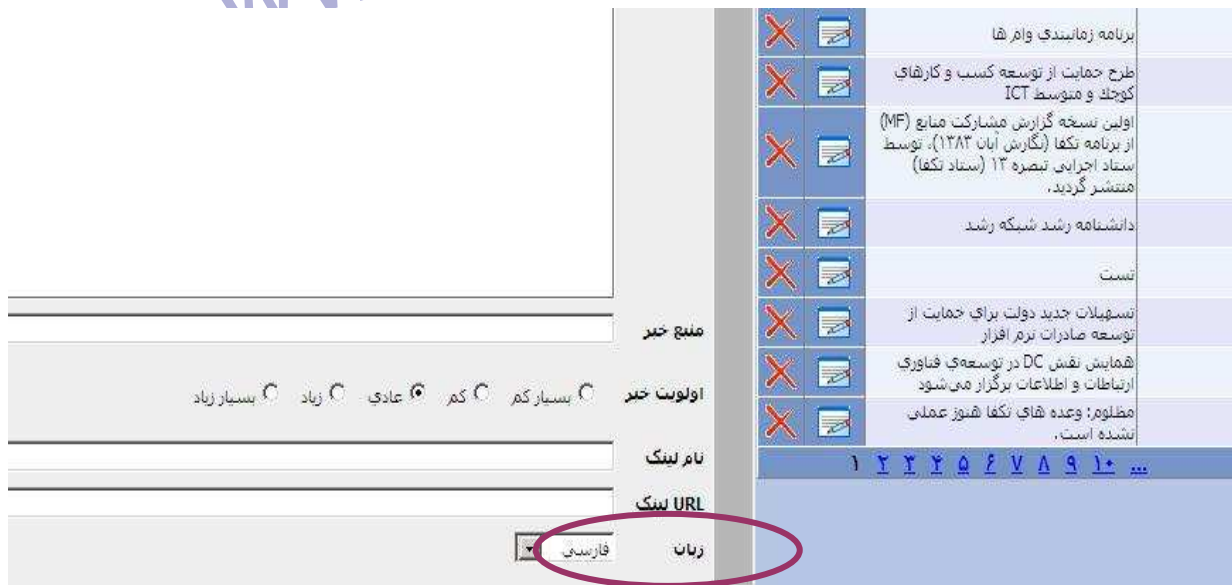 برنامه زمانبندي وام ها
طرح حمايت از توسعه كسب و كارهاي
كوچك و متوسط ICT
اولين نسخه گزارش مشاركت منابع (MF)
از برنامه تكفا (نگارش آبان ۱۳۸۳)، توسط
ستاد اجرايي تبصره ۱۳ (ستاد تكفا)
منتشر گرديد.
دانشنامه رشد شبكه رشد
تست
تسهيلات جديد دولت براي حمايت از
توسعه صادرات نرم افزار
همايش نقش DC در توسعه‌ي فناوري
ارتباطات و اطلاعات برگزار مي‌شود
مظلوم: وعده هاي تكفا هنوز عملي
نشده است.
۱ ۲ ۳ ۴ ۵ ۶ ۷ ۸ ۹ ۱۰ ...
منبع خبر
اولويت خبر بسيار كم كم عادي زياد بسيار زياد
نام لينک
URL لينک
زبان فارسي